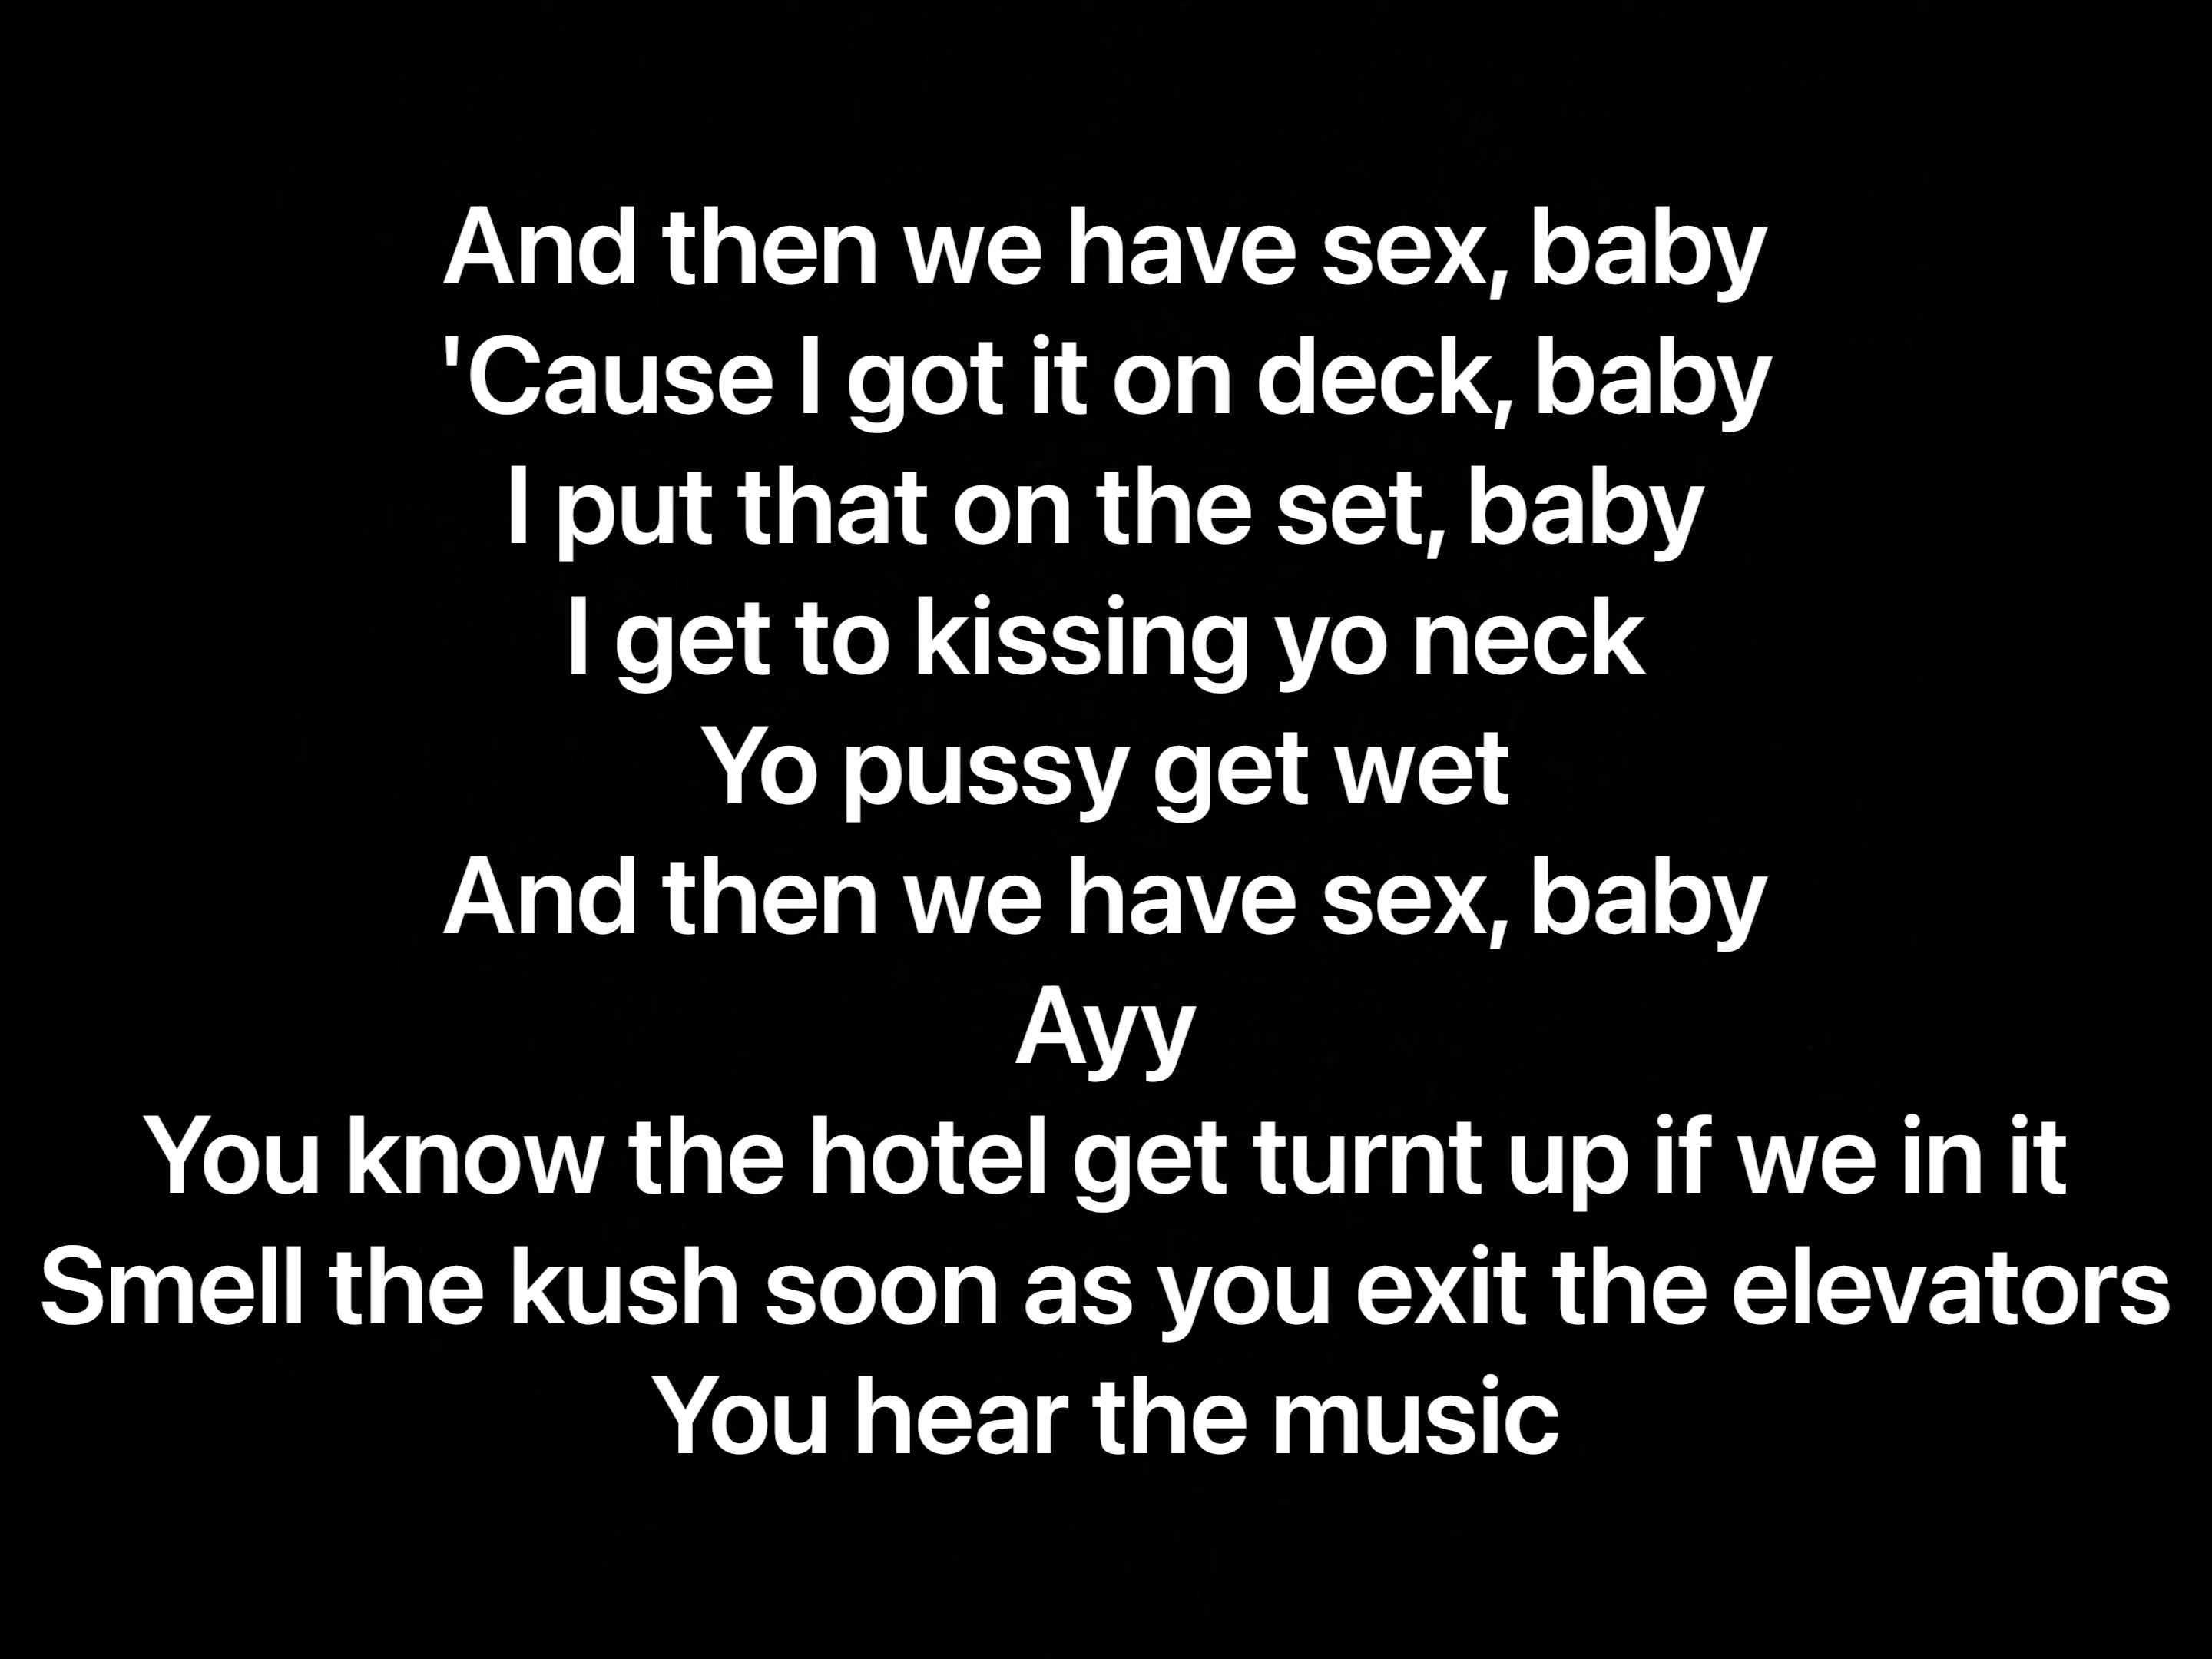 And then we have sex, baby
'Cause I got it on deck, baby
I put that on the set, baby
I get to kissing yo neck
Yo pussy get wet
And then we have sex, baby
Ayy
You know the hotel get turnt up if we in it
Smell the kush soon as you exit the elevators
You hear the music